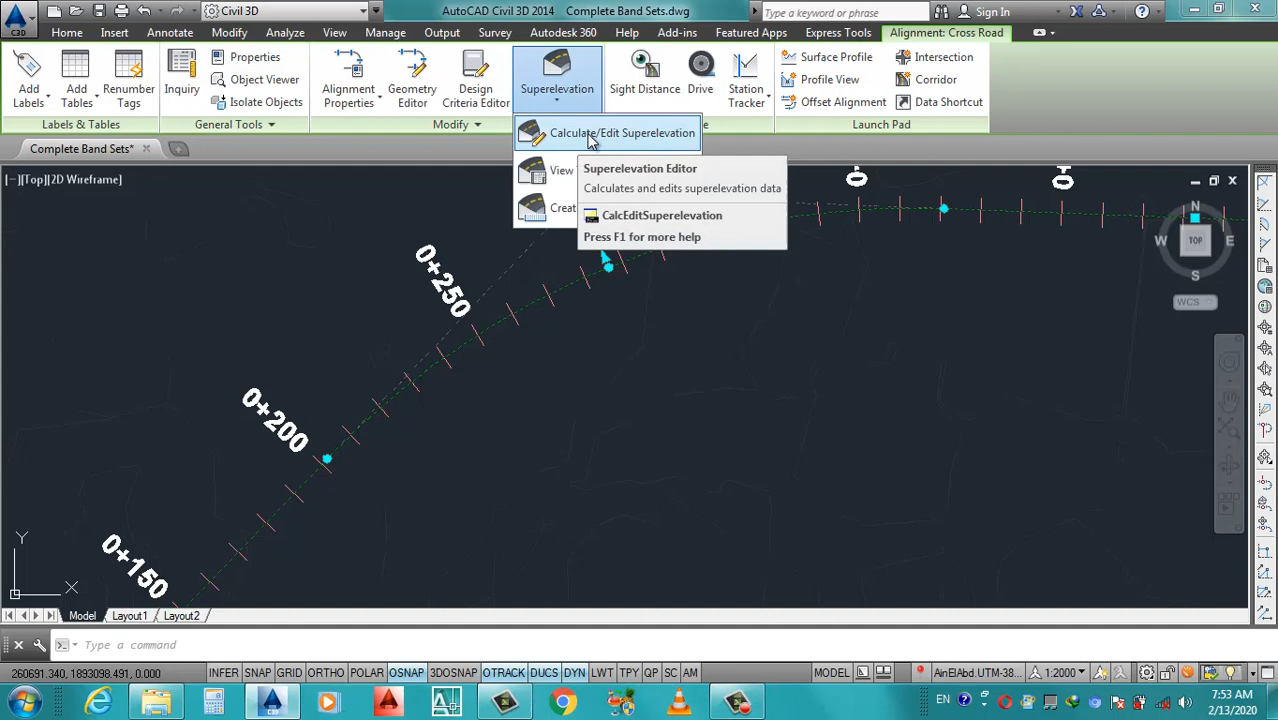 Civil 3D
AutoCAD Civil 3D 2014 Complete Band Sets.dwg
Type a keyword or phrase
Sign In
C3D
Home Insert Annotate Modify Analyze View Manage Output Survey Autodesk 360 Help Add-ins Featured Apps Express Tools Alignment: Cross Road
Add Labels
Add Tables
Renumber Tags
Inquiry
Properties
Object Viewer
Isolate Objects
Alignment Properties
Geometry Editor
Design Criteria Editor
Superelevation
Sight Distance
Drive
Station Tracker
Surface Profile
Profile View
Offset Alignment
Intersection
Corridor
Data Shortcut
Labels & Tables
General Tools
Modify
Launch Pad
Calculate/Edit Superelevation
View
Creat
Superelevation Editor
Calculates and edits superelevation data
CalcEditSuperelevation
Press F1 for more help
Complete Band Sets*
[−][Top][2D Wireframe]
N
W TOP E
S
WCS
0+250
0+200
0+150
Y
X
Model Layout1 Layout2
Type a command
260691.340, 1893098.491, 0.000
INFER SNAP GRID ORTHO POLAR OSNAP 3DOSNAP OTRACK DUCS DYN LWT TPY QP SC AM
MODEL
AinElAbd.UTM-38...
1:2000
C3D
EN
7:53 AM
2/13/2020